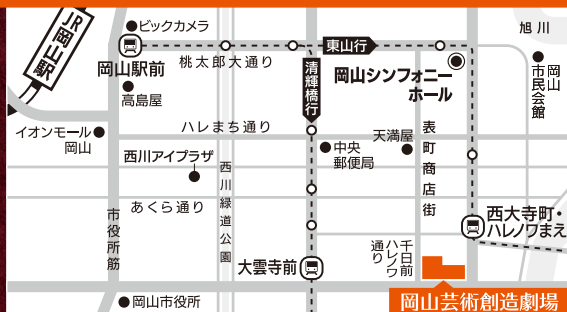 JR岡山駅
ビックカメラ
岡山駅前
桃太郎大通り
東山行
清輝橋行
旭川
岡山シンフォニー
ホール
岡山
市民会館
高島屋
イオンモール
岡山
ハレまち通り
中央
郵便局
天満屋
表町商店街
西川アイプラザ
西川緑道公園
あくら通り
市役所筋
大雲寺前
千日前
ハレノワ
通り
西大寺町・
ハレノワまえ
岡山市役所
岡山芸術創造劇場